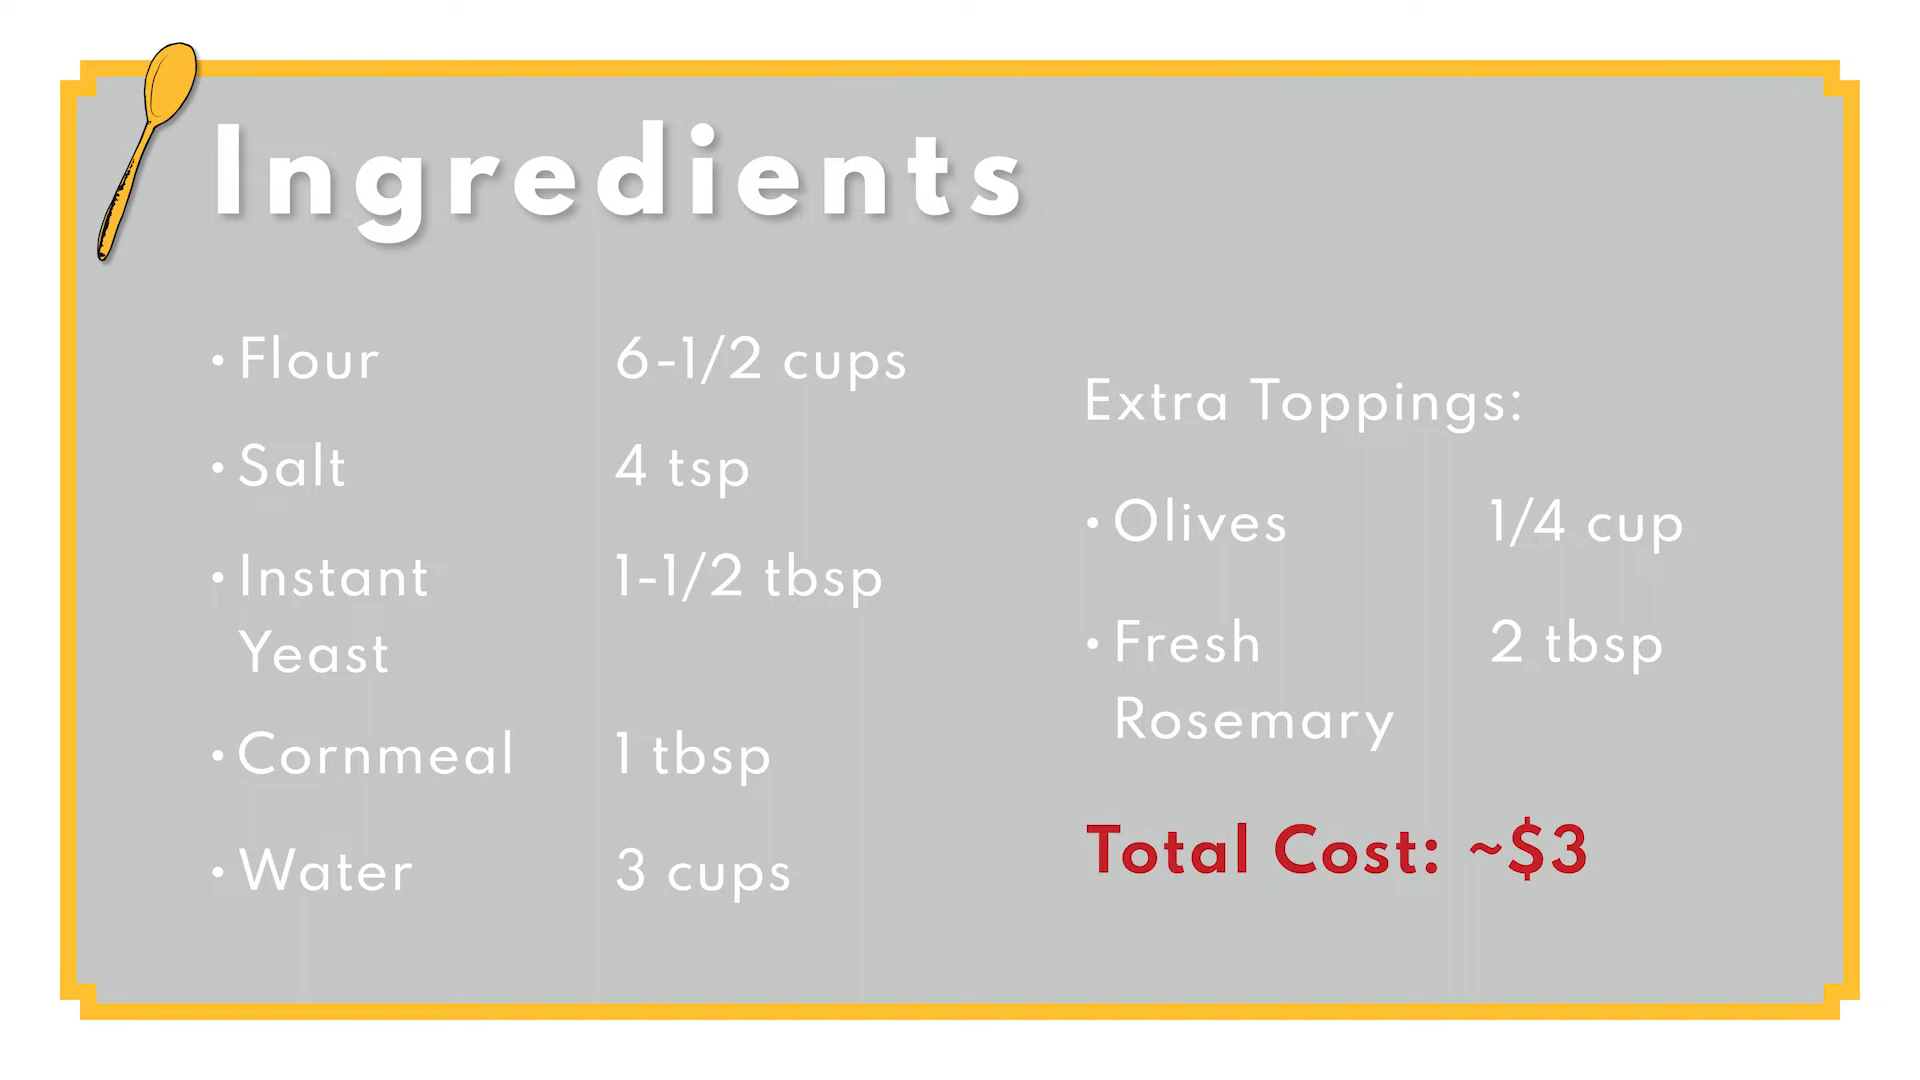 Ingredients
• Flour 6-1/2 cups
• Salt 4 tsp
• Instant 1-1/2 tbsp
Yeast
• Cornmeal 1 tbsp
• Water 3 cups
Extra Toppings:
• Olives 1/4 cup
• Fresh 2 tbsp
Rosemary
Total Cost: ~$3